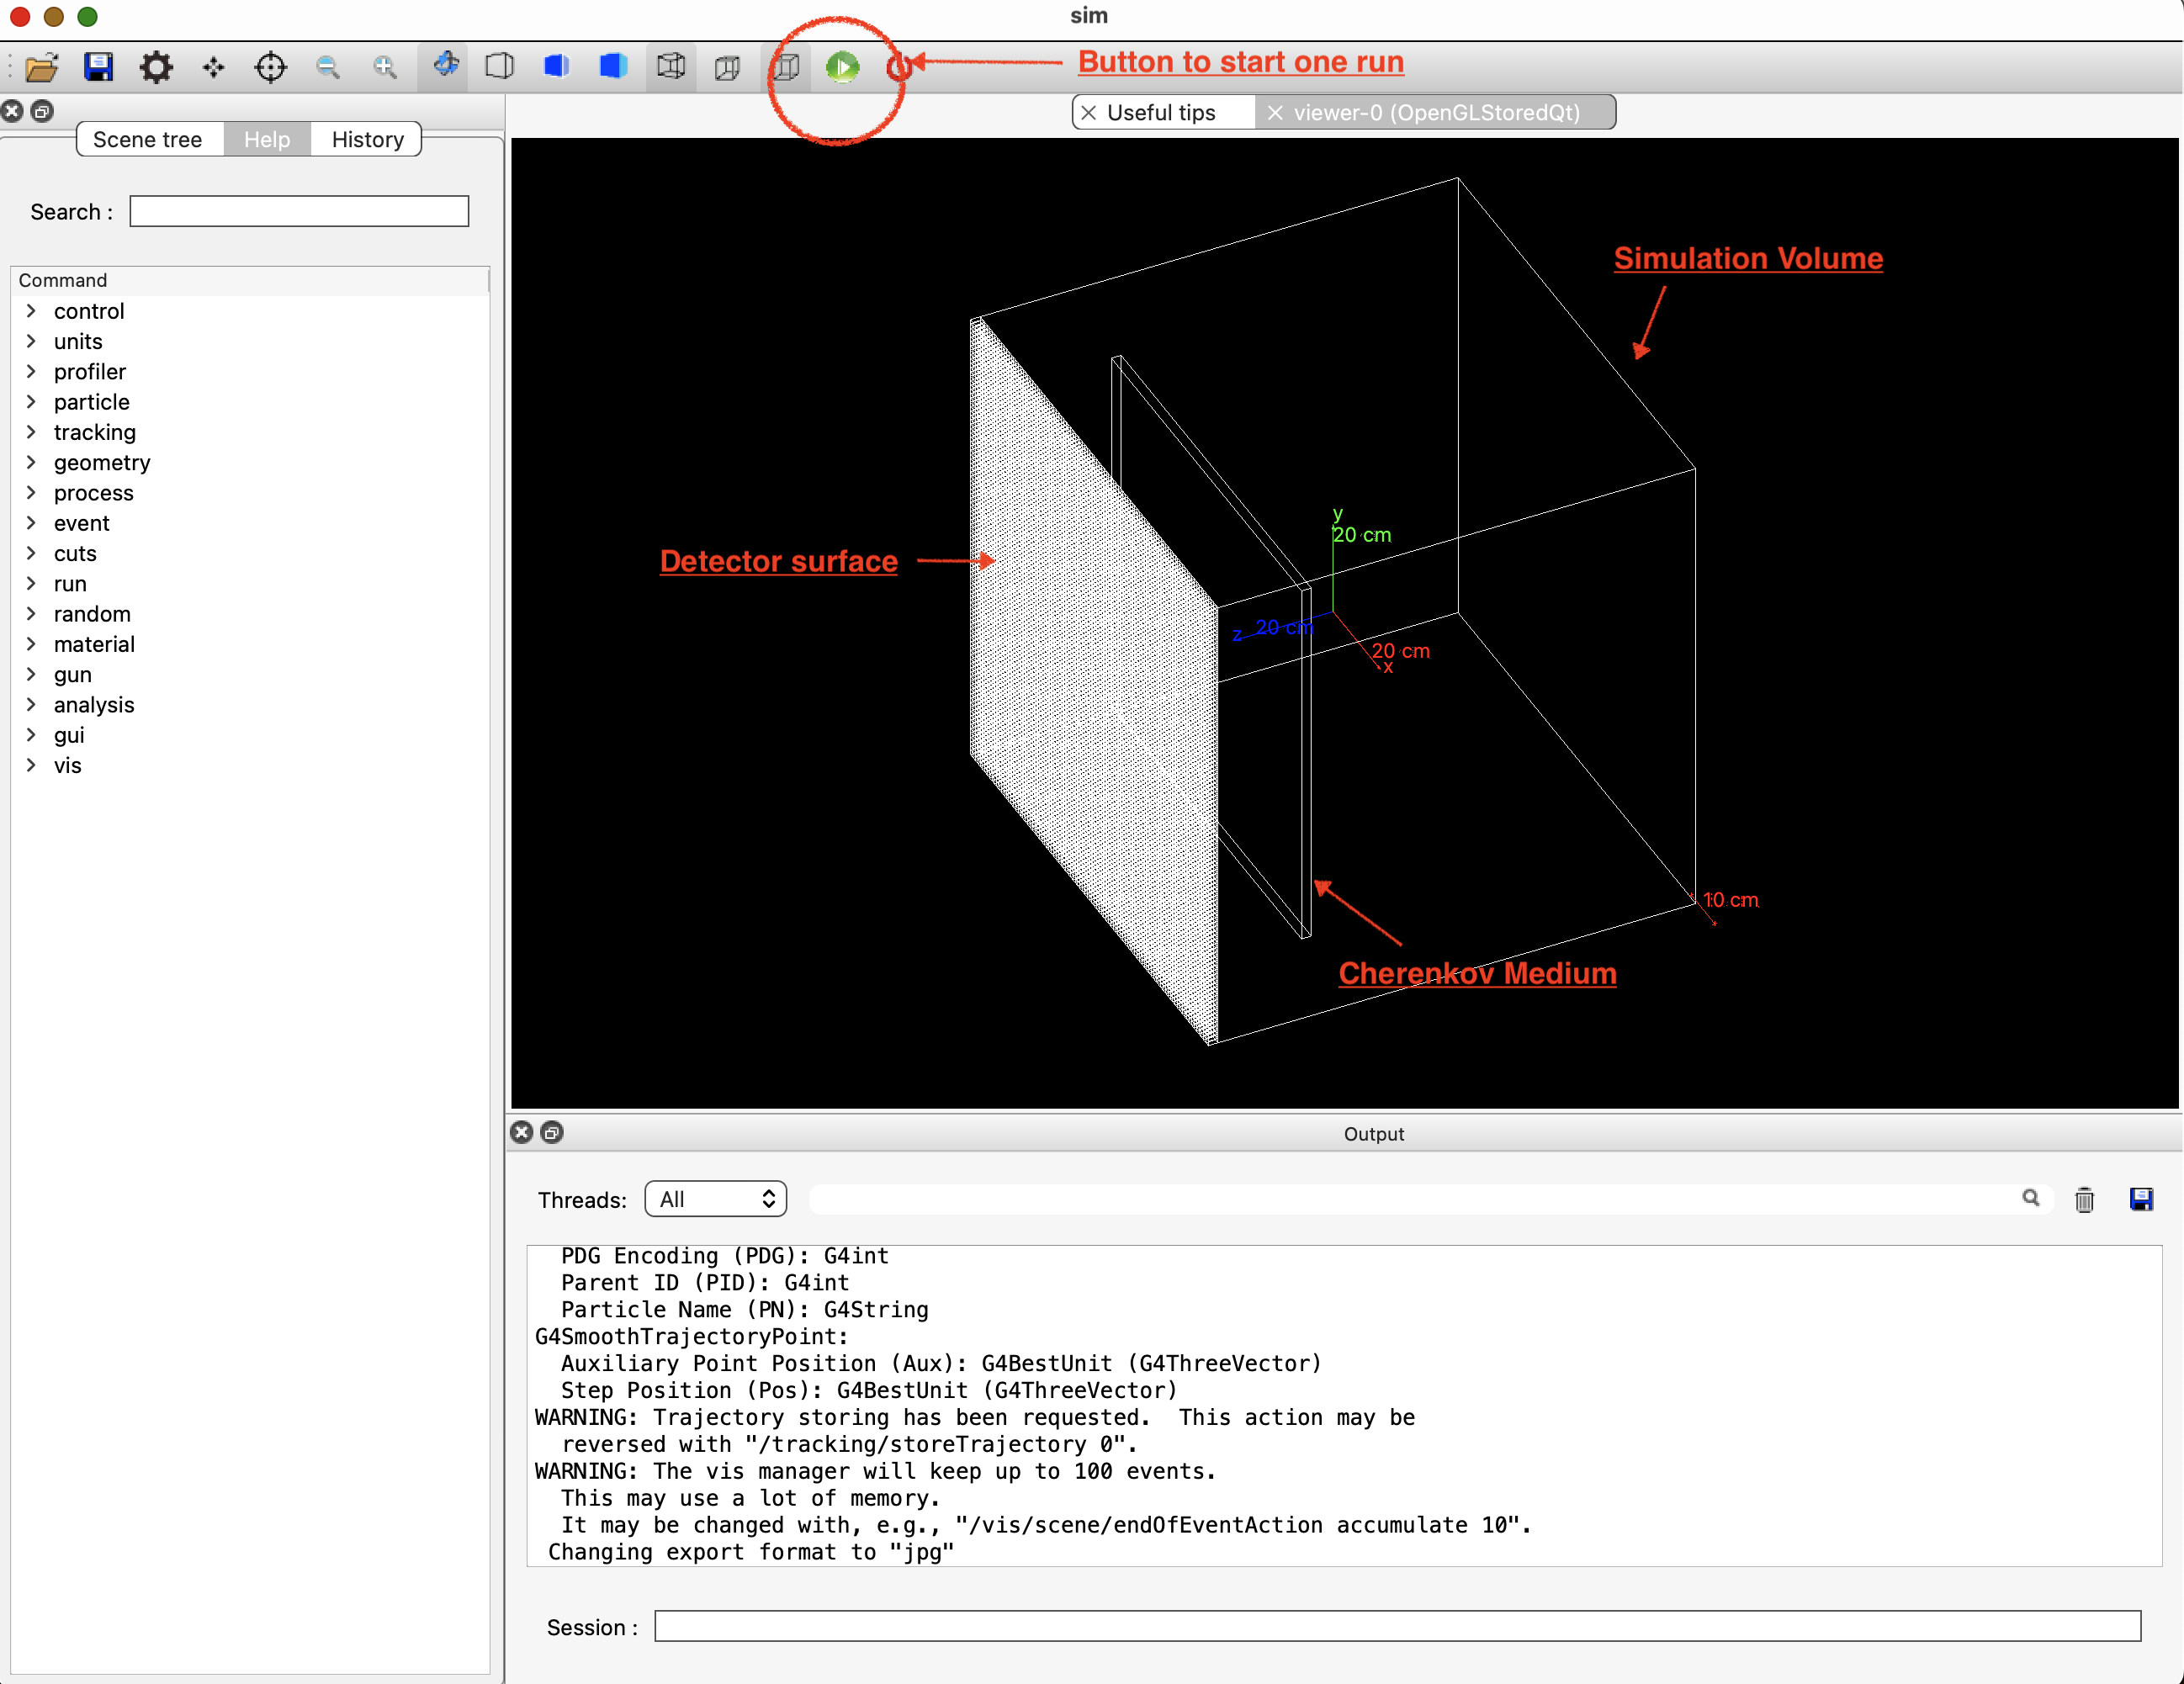 sim
Button to start one run
Useful tips
viewer-0 (OpenGLStoredQt)
Scene tree
Help
History
Search :
Command
control
units
profiler
particle
tracking
geometry
process
event
cuts
run
random
material
gun
analysis
gui
vis
Simulation Volume
Detector surface
y
20 cm
z 20 cm
20 cm
x
10 cm
Cherenkov Medium
Output
Threads: All
PDG Encoding (PDG): G4int
Parent ID (PID): G4int
Particle Name (PN): G4String
G4SmoothTrajectoryPoint:
Auxiliary Point Position (Aux): G4BestUnit (G4ThreeVector)
Step Position (Pos): G4BestUnit (G4ThreeVector)
WARNING: Trajectory storing has been requested.  This action may be
reversed with "/tracking/storeTrajectory 0".
WARNING: The vis manager will keep up to 100 events.
This may use a lot of memory.
It may be changed with, e.g., "/vis/scene/endOfEventAction accumulate 10".
Changing export format to "jpg"
Session :